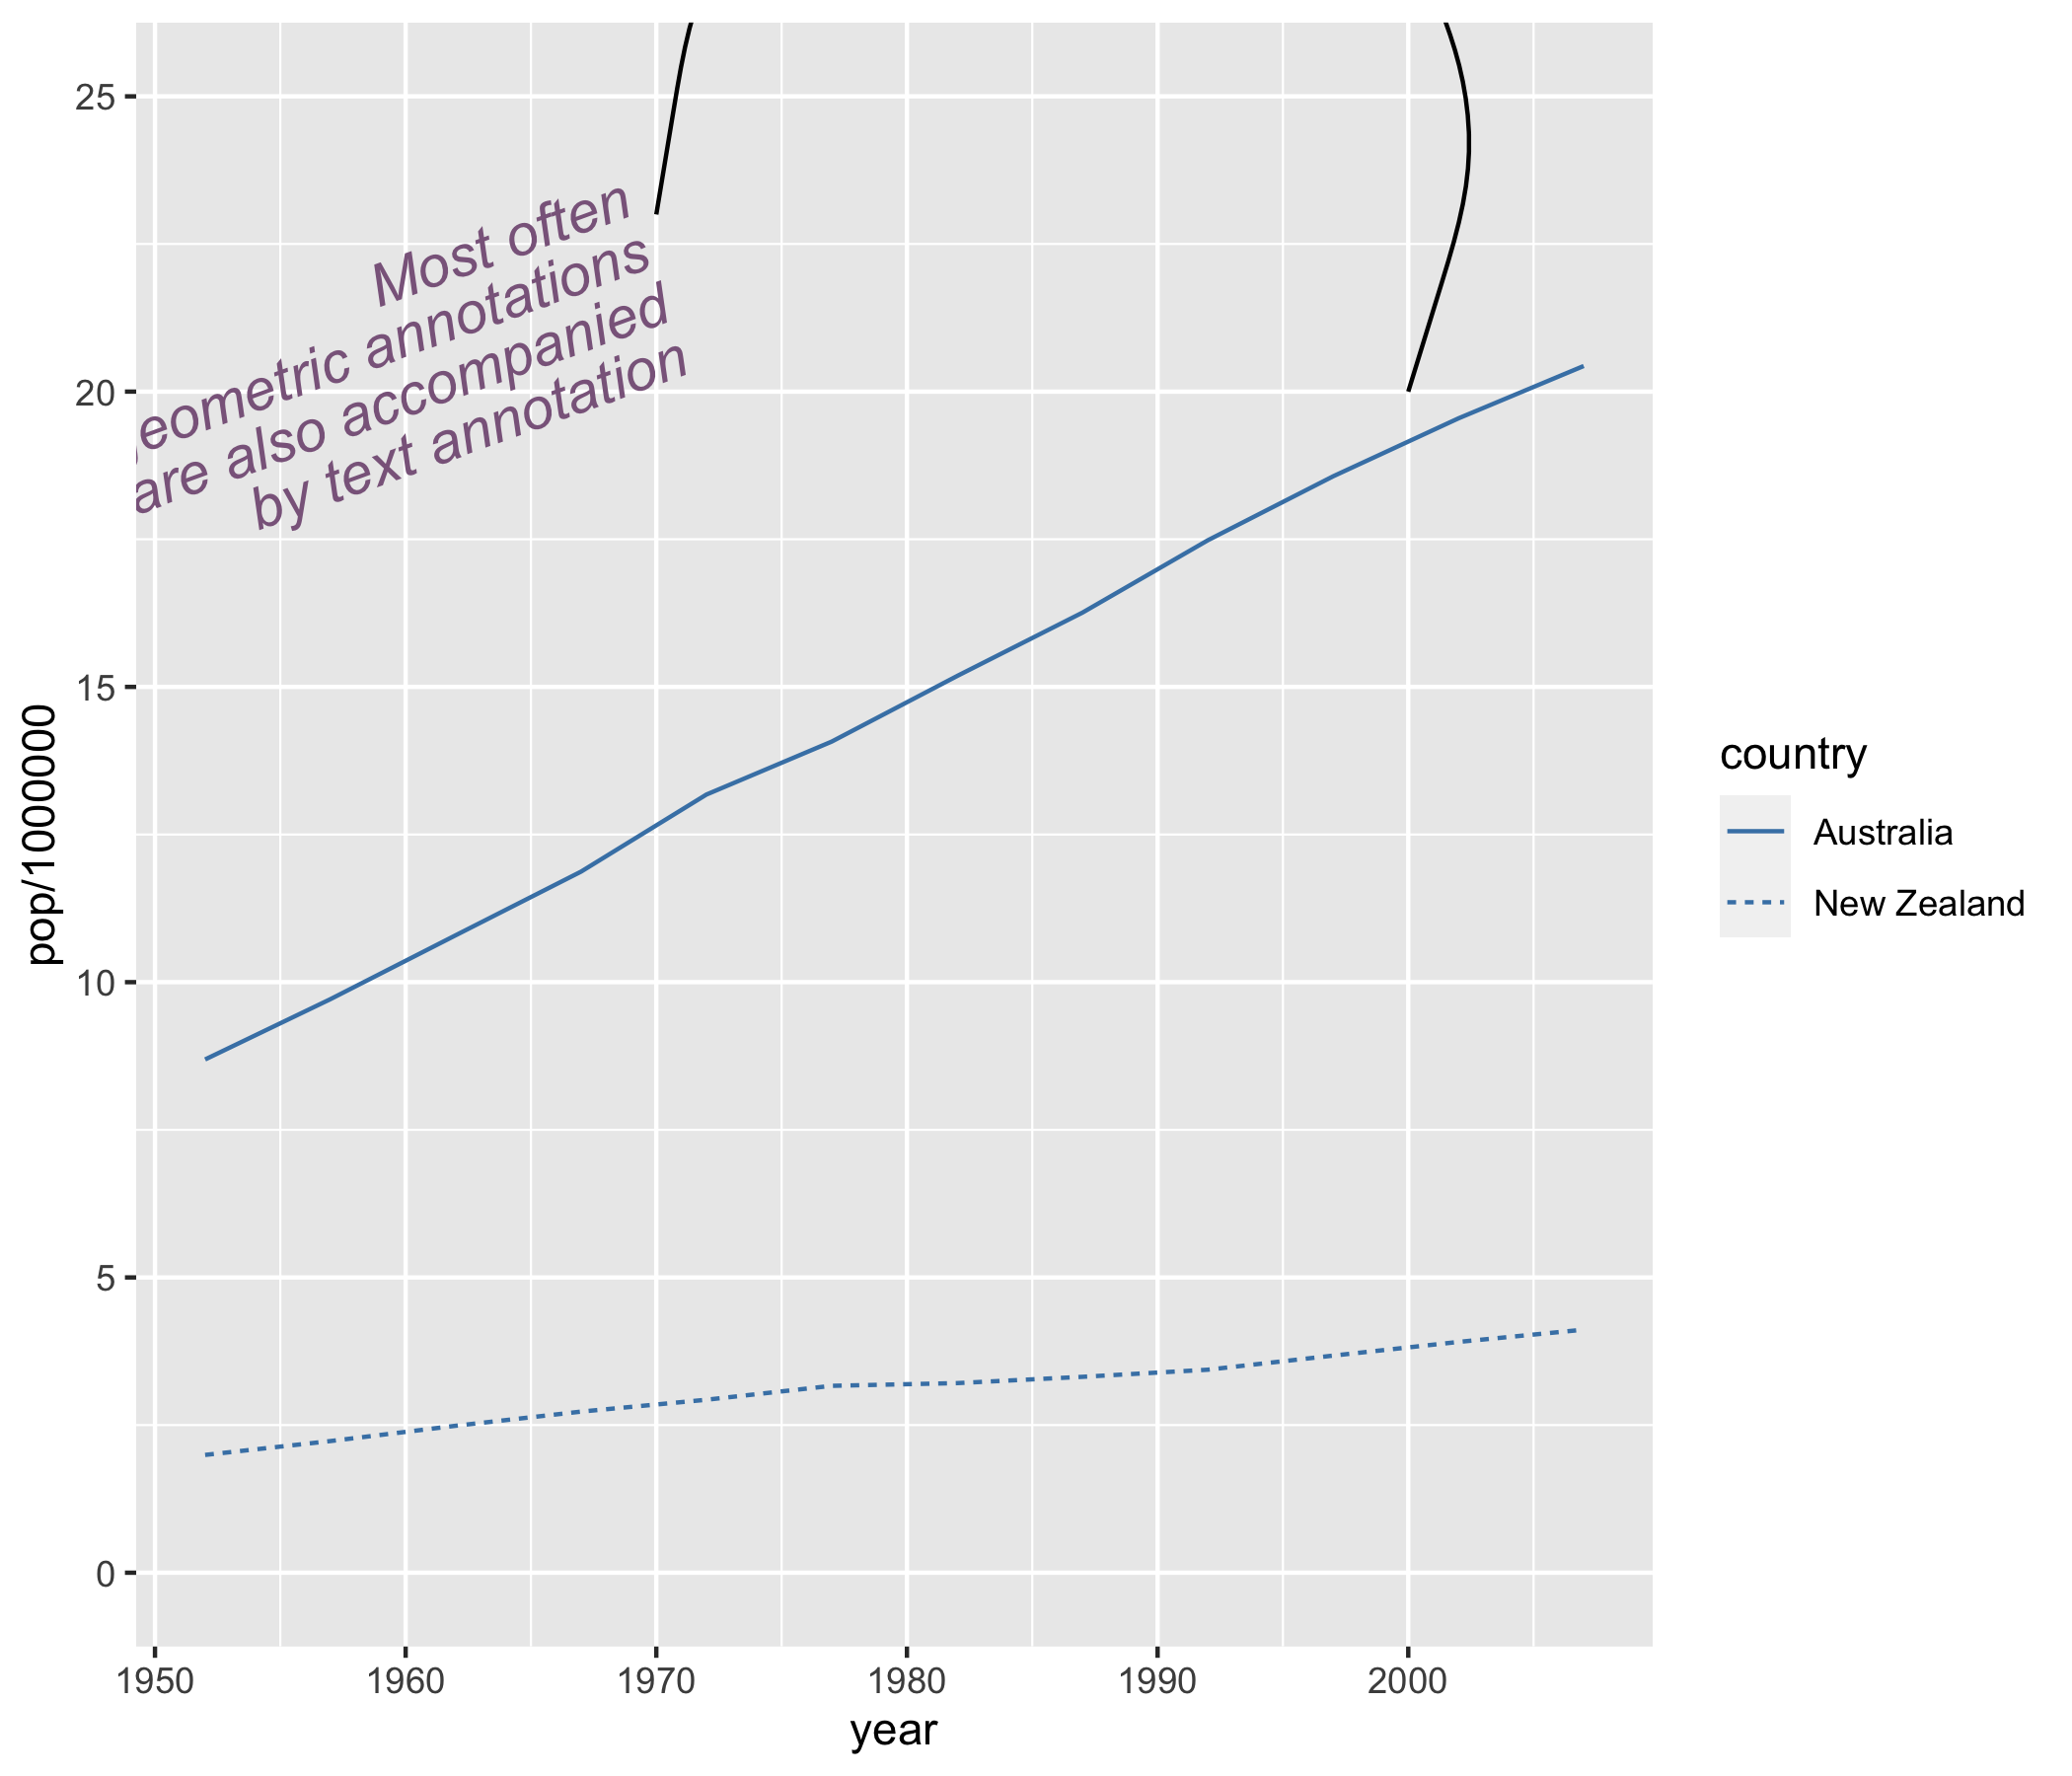 25
20
15
10
5
0
pop/1000000
Most often
eometric annotations
are also accompanied
by text annotation
1950 1960 1970 1980 1990 2000
year
country
Australia
New Zealand